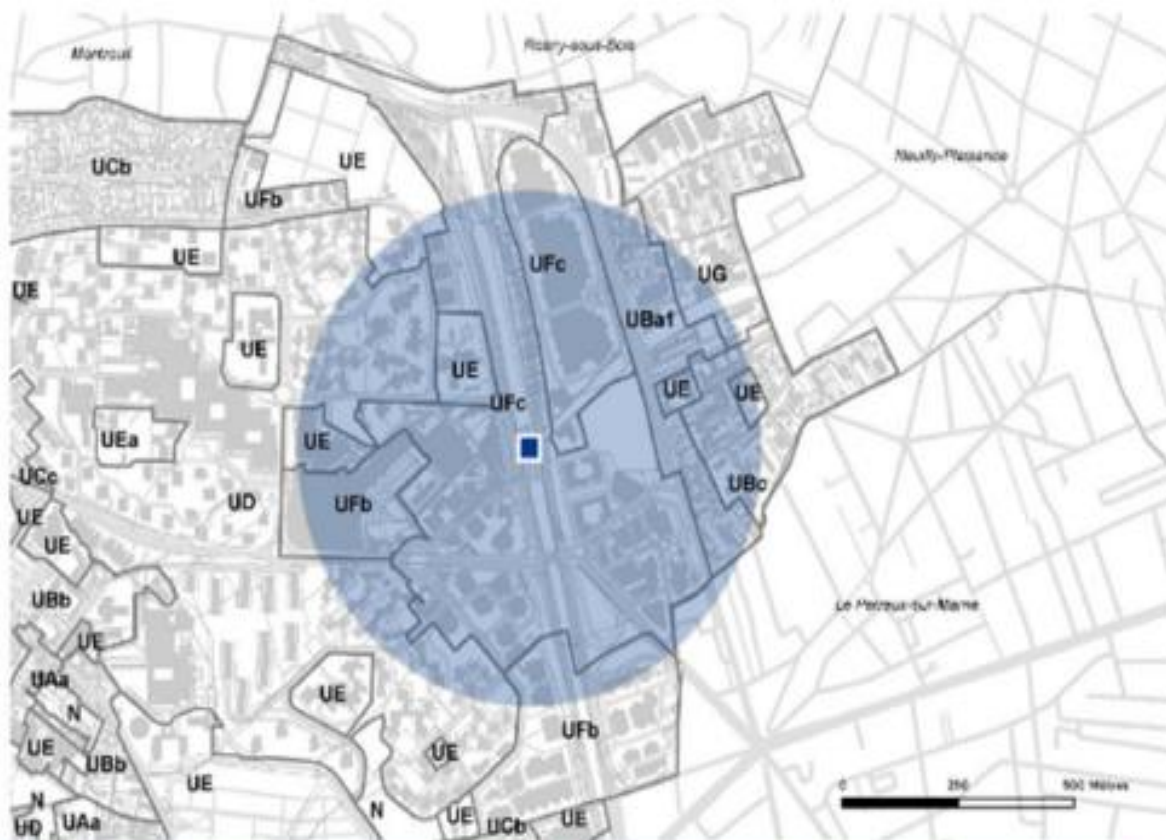 Montreuil
Rosny-sous-Bois
UCb
UE
Neuilly-Plaisance
UFb
UE
UE
UFc
UG
UBaf
UE
UE
UE
UE
UFc
UEa
UE
UCc
UD
UFb
UBc
UE
UE
UBb
Le Perreux-sur-Marne
UE
UAa
N
UE
UE
UBb
UE
UFb
UE
N
N
UD
UAa
UE
UCb
UE
0
250
500 Mètres